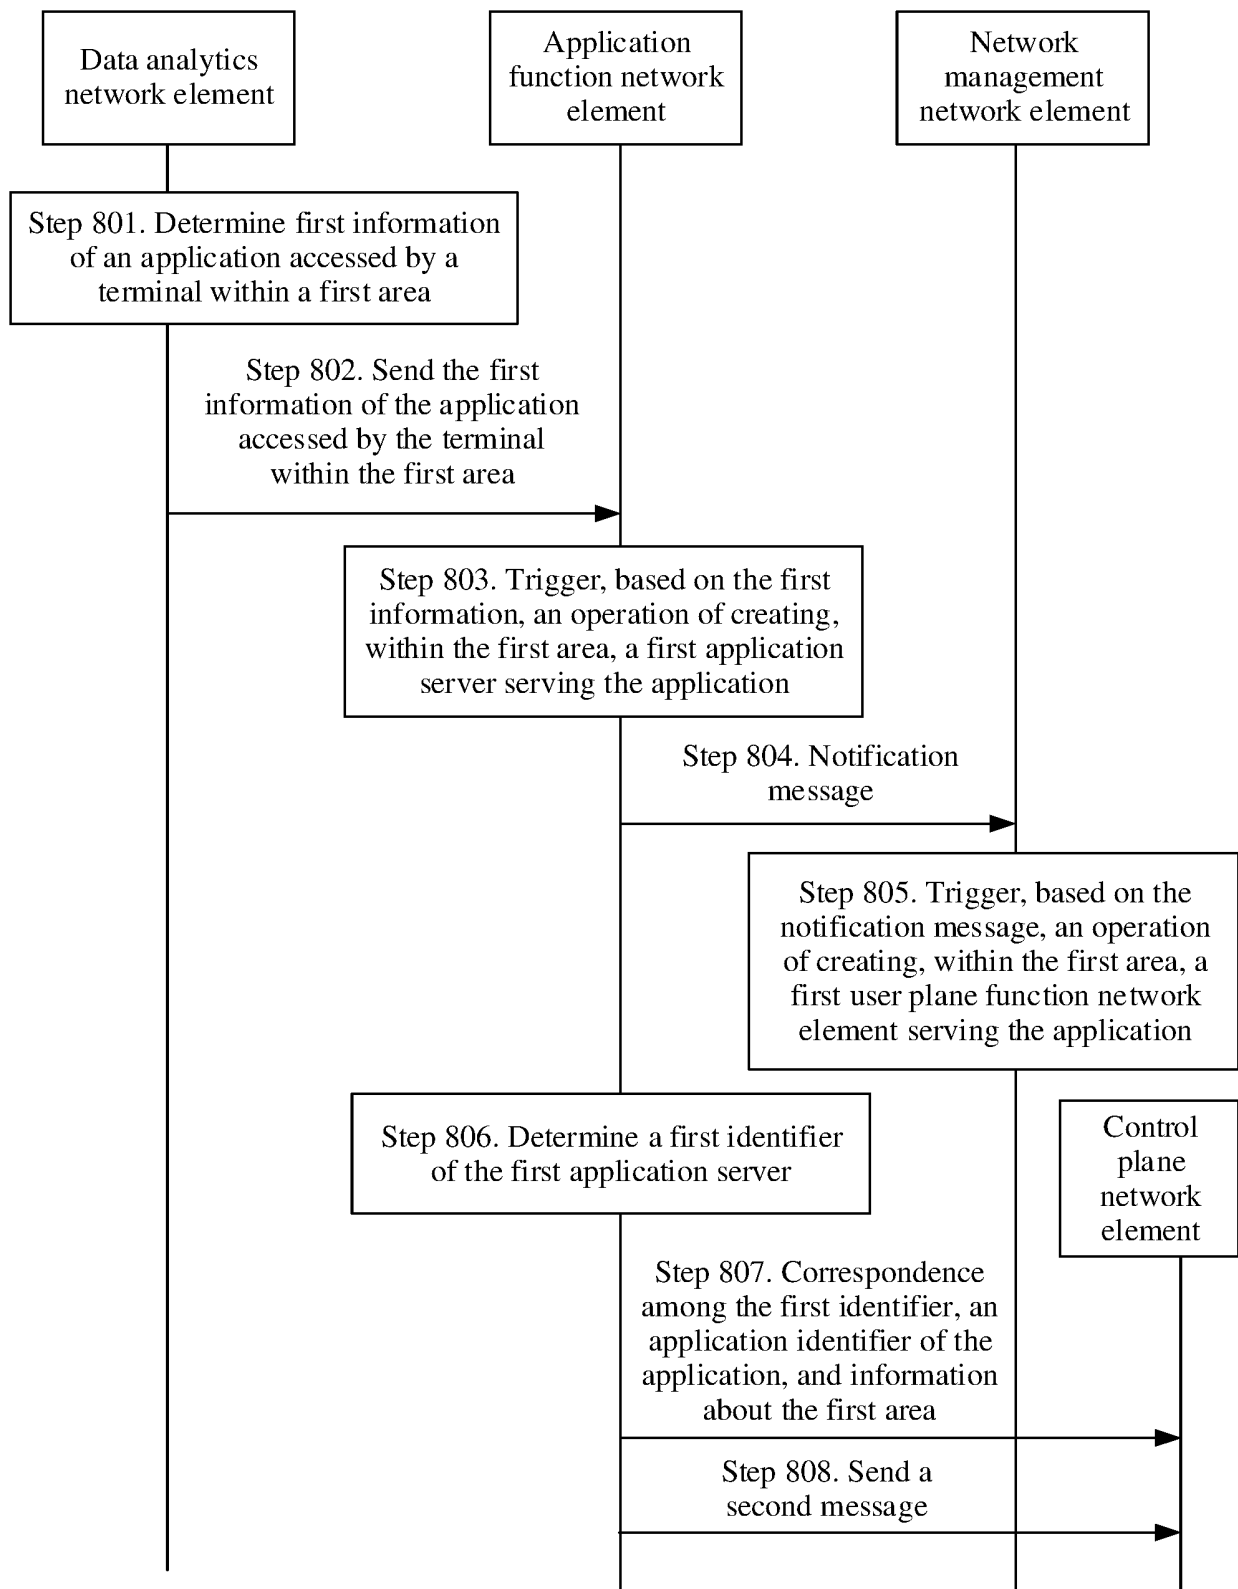 Data analytics
network element
Application
function network
element
Network
management
network element
Step 801. Determine first information
of an application accessed by a
terminal within a first area
Step 802. Send the first
information of the application
accessed by the terminal
within the first area
Step 803. Trigger, based on the first
information, an operation of creating,
within the first area, a first application
server serving the application
Step 804. Notification
message
Step 805. Trigger, based on the
notification message, an operation
of creating, within the first area, a
first user plane function network
element serving the application
Step 806. Determine a first identifier
of the first application server
Control
plane
network
element
Step 807. Correspondence
among the first identifier, an
application identifier of the
application, and information
about the first area
Step 808. Send a
second message